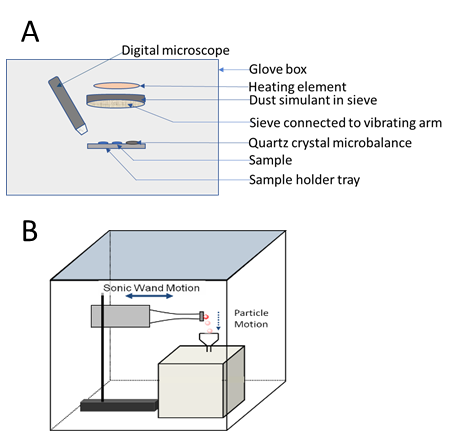 A
Digital microscope
Glove box
Heating element
Dust simulant in sieve
Sieve connected to vibrating arm
Quartz crystal microbalance
Sample
Sample holder tray
B
Sonic Wand Motion
Particle
Motion